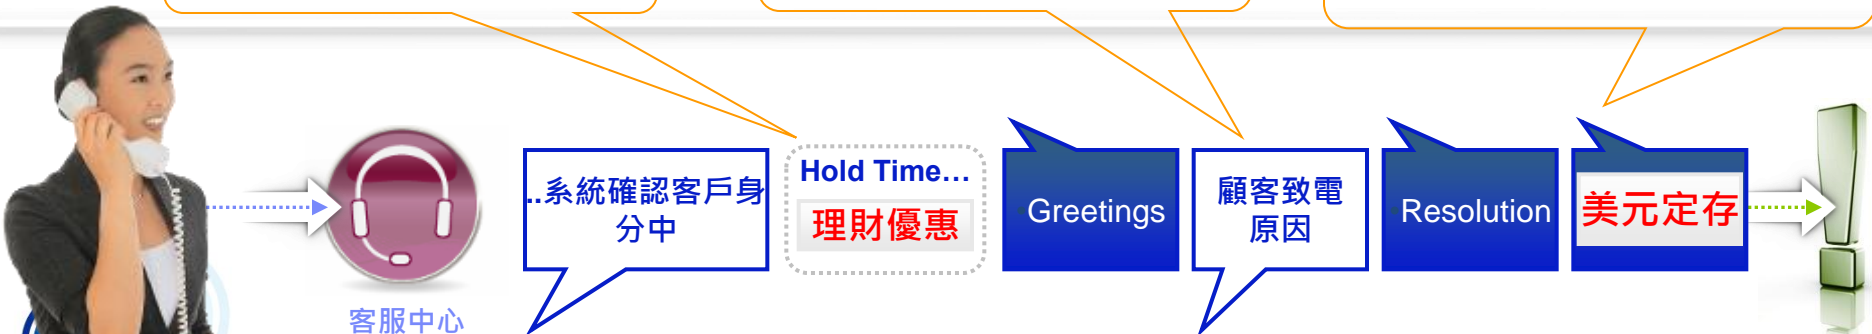 客服中心
..系統確認客戶身
分中
Hold Time…
理財優惠
•Greetings
顧客致電
原因
•Resolution
美元定存